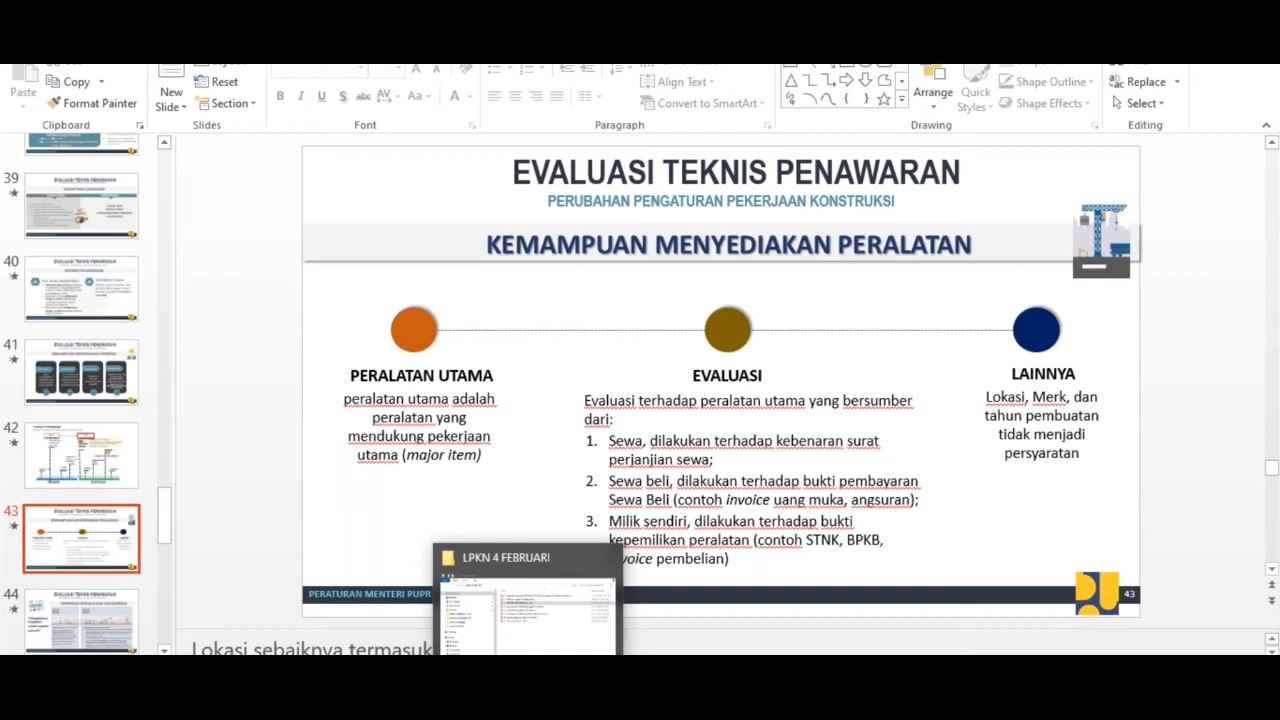 Copy
Reset
Align Text
Replace
Paste
Format Painter
New
Slide
Section
B I U S abc AV Aa A
Convert to SmartArt
Arrange
Quick
Styles
Shape Outline
Shape Effects
Select
Clipboard
Slides
Font
Paragraph
Drawing
Editing
39
40
41
42
43
44
EVALUASI TEKNIS PENAWARAN
PERUBAHAN PENGATURAN PEKERJAAN KONSTRUKSI
KEMAMPUAN MENYEDIAKAN PERALATAN
PERALATAN UTAMA
peralatan utama adalah
peralatan yang
mendukung pekerjaan
utama (major item)
EVALUASI
Evaluasi terhadap peralatan utama yang bersumber
dari:
1. Sewa, dilakukan terhadap kebenaran surat
perjanjian sewa;
2. Sewa beli, dilakukan terhadap bukti pembayaran
Sewa Beli (contoh invoice uang muka, angsuran);
3. Milik sendiri, dilakukan terhadap bukti
kepemilikan peralatan (contoh STNK, BPKB,
pembelian)
LAINNYA
Lokasi, Merk, dan
tahun pembuatan
tidak menjadi
persyaratan
LPKN 4 FEBRUARI
PERATURAN MENTERI PUPR
43
Lokasi sebaiknya termasuk